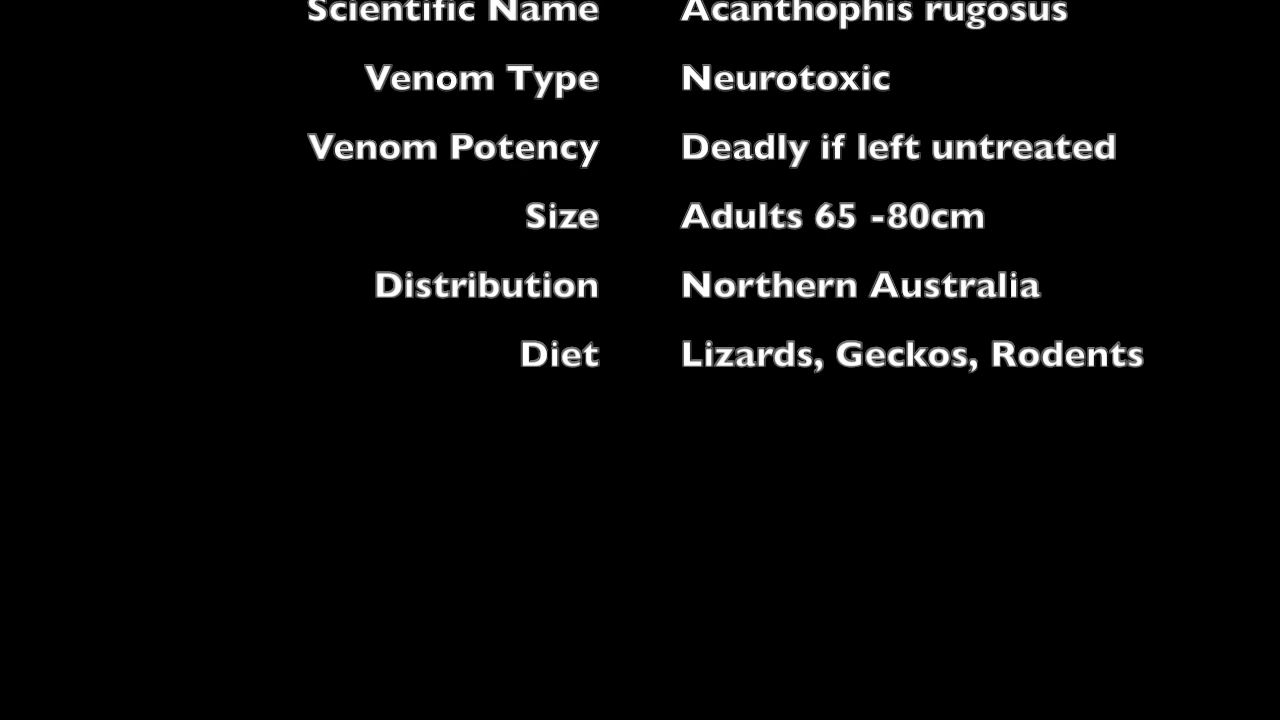 Scientific Name Acanthophis rugosus
Venom Type Neurotoxic
Venom Potency Deadly if left untreated
Size Adults 65 -80cm
Distribution Northern Australia
Diet Lizards, Geckos, Rodents